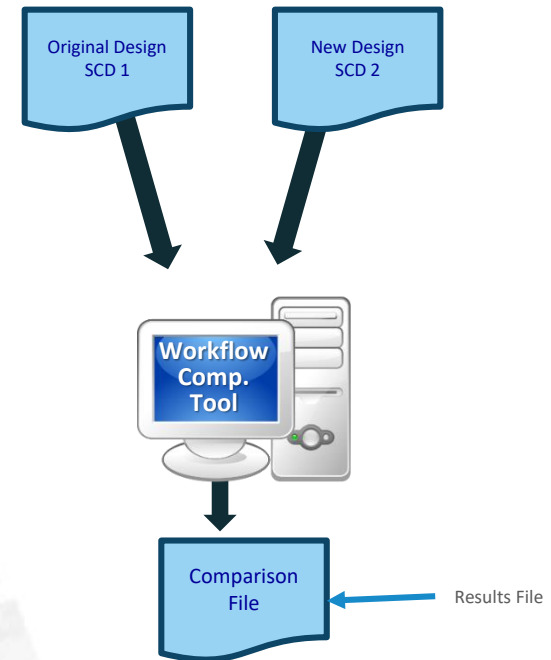 Original Design
SCD 1
New Design
SCD 2
Workflow
Comp.
Tool
Comparison
File
Results File